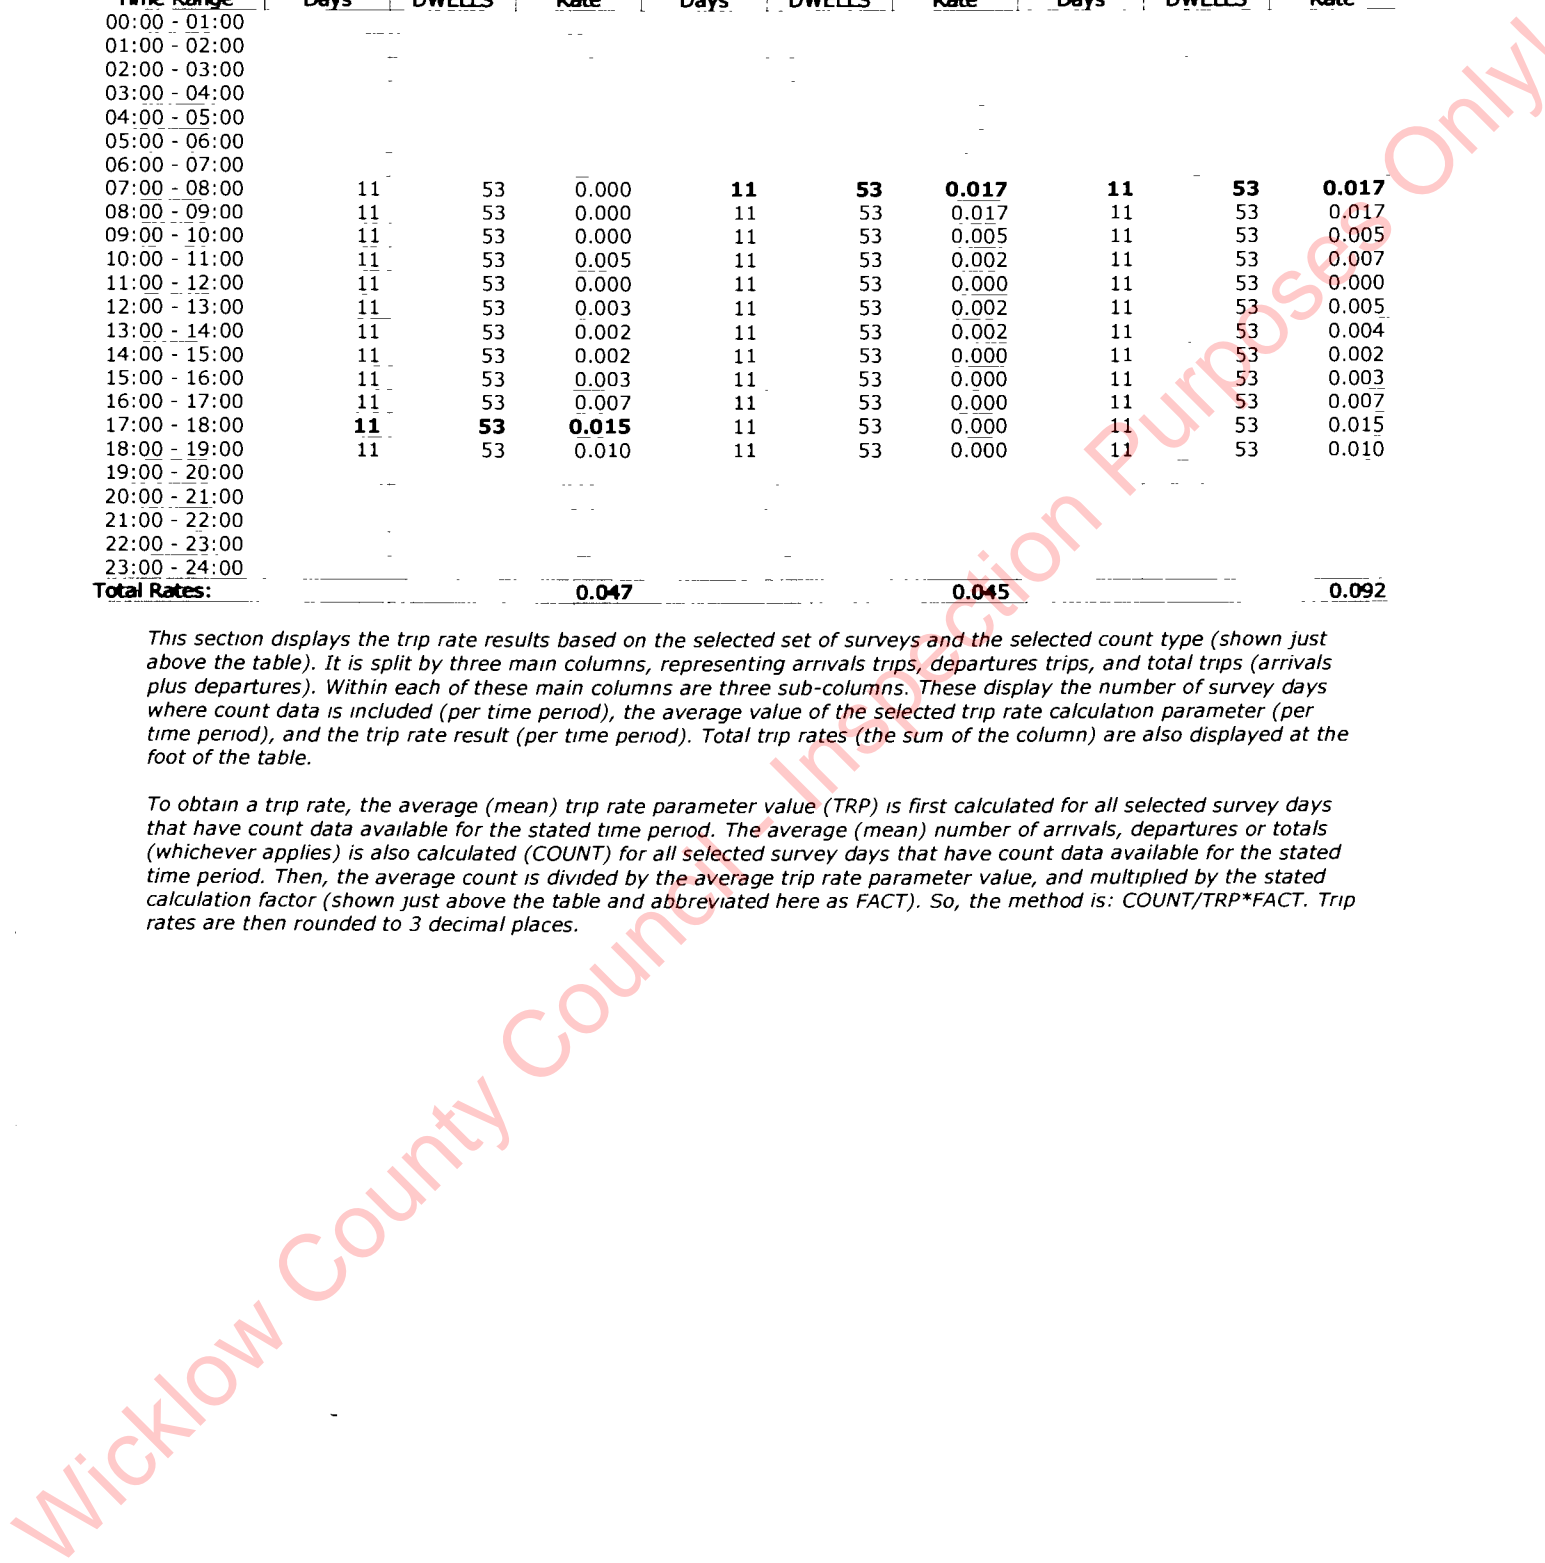 Time Range Days DWELLS Rate Days DWELLS Rate Days DWELLS Rate
00:00 - 01:00
01:00 - 02:00
02:00 - 03:00
03:00 - 04:00
04:00 - 05:00
05:00 - 06:00
06:00 - 07:00
07:00 - 08:00 11 53 0.000 11 53 0.017 11 53 0.017
08:00 - 09:00 11 53 0.000 11 53 0.017 11 53 0.017
09:00 - 10:00 11 53 0.000 11 53 0.005 11 53 0.005
10:00 - 11:00 11 53 0.005 11 53 0.002 11 53 0.007
11:00 - 12:00 11 53 0.000 11 53 0.000 11 53 0.000
12:00 - 13:00 11 53 0.003 11 53 0.002 11 53 0.005
13:00 - 14:00 11 53 0.002 11 53 0.002 11 53 0.004
14:00 - 15:00 11 53 0.002 11 53 0.000 11 53 0.002
15:00 - 16:00 11 53 0.003 11 53 0.000 11 53 0.003
16:00 - 17:00 11 53 0.007 11 53 0.000 11 53 0.007
17:00 - 18:00 11 53 0.015 11 53 0.000 11 53 0.015
18:00 - 19:00 11 53 0.010 11 53 0.000 11 53 0.010
19:00 - 20:00
20:00 - 21:00
21:00 - 22:00
22:00 - 23:00
23:00 - 24:00
Total Rates: 0.047 0.045 0.092
This section displays the trip rate results based on the selected set of surveys and the selected count type (shown just
above the table). It is split by three main columns, representing arrivals trips, departures trips, and total trips (arrivals
plus departures). Within each of these main columns are three sub-columns. These display the number of survey days
where count data is included (per time period), the average value of the selected trip rate calculation parameter (per
time period), and the trip rate result (per time period). Total trip rates (the sum of the column) are also displayed at the
foot of the table.
To obtain a trip rate, the average (mean) trip rate parameter value (TRP) is first calculated for all selected survey days
that have count data available for the stated time period. The average (mean) number of arrivals, departures or totals
(whichever applies) is also calculated (COUNT) for all selected survey days that have count data available for the stated
time period. Then, the average count is divided by the average trip rate parameter value, and multiplied by the stated
calculation factor (shown just above the table and abbreviated here as FACT). So, the method is: COUNT/TRP*FACT. Trip
rates are then rounded to 3 decimal places.
Wicklow County Council - Inspection Purposes Only!